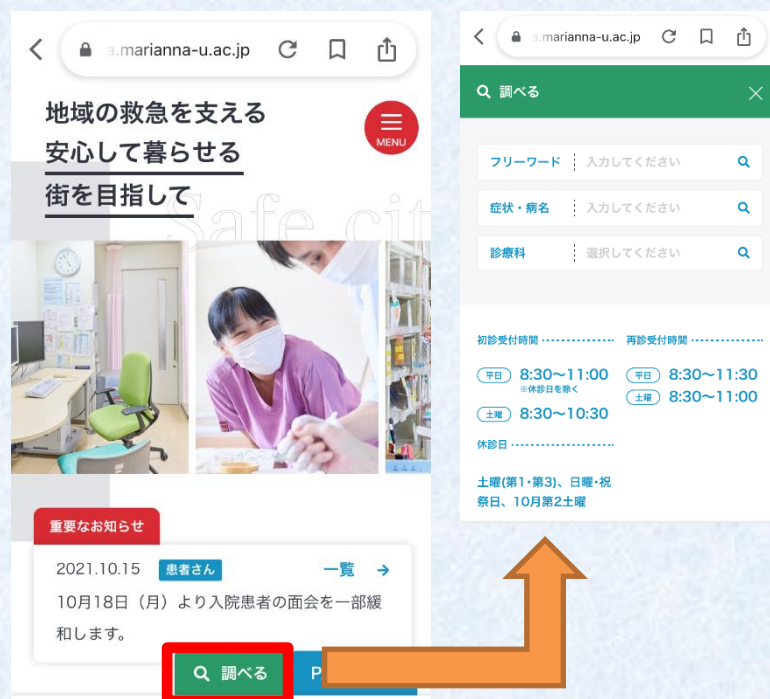 a.marianna-u.ac.jp
地域の救急を支える
安心して暮らせる
街を目指して
MENU
Safe cit
重要なお知らせ
2021.10.15 患者さん 一覧 →
10月18日（月）より入院患者の面会を一部緩
和します。
調べる
P
a.marianna-u.ac.jp
調べる
フリーワード 入力してください
症状・病名 入力してください
診療科 選択してください
初診受付時間
平日 8:30〜11:00
※休診日を除く
土曜 8:30〜10:30
再診受付時間
平日 8:30〜11:30
土曜 8:30〜11:00
休診日
土曜(第1・第3)、日曜・祝
祭日、10月第2土曜